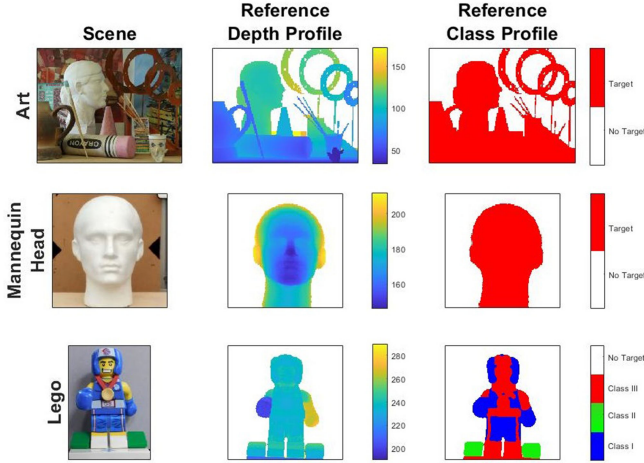 Scene
Reference
Depth Profile
Reference
Class Profile
Art
CRAYON
150
100
50
Target
No Target
Mannequin
Head
200
180
160
Target
No Target
Lego
280
260
240
220
200
No Target
Class III
Class II
Class I